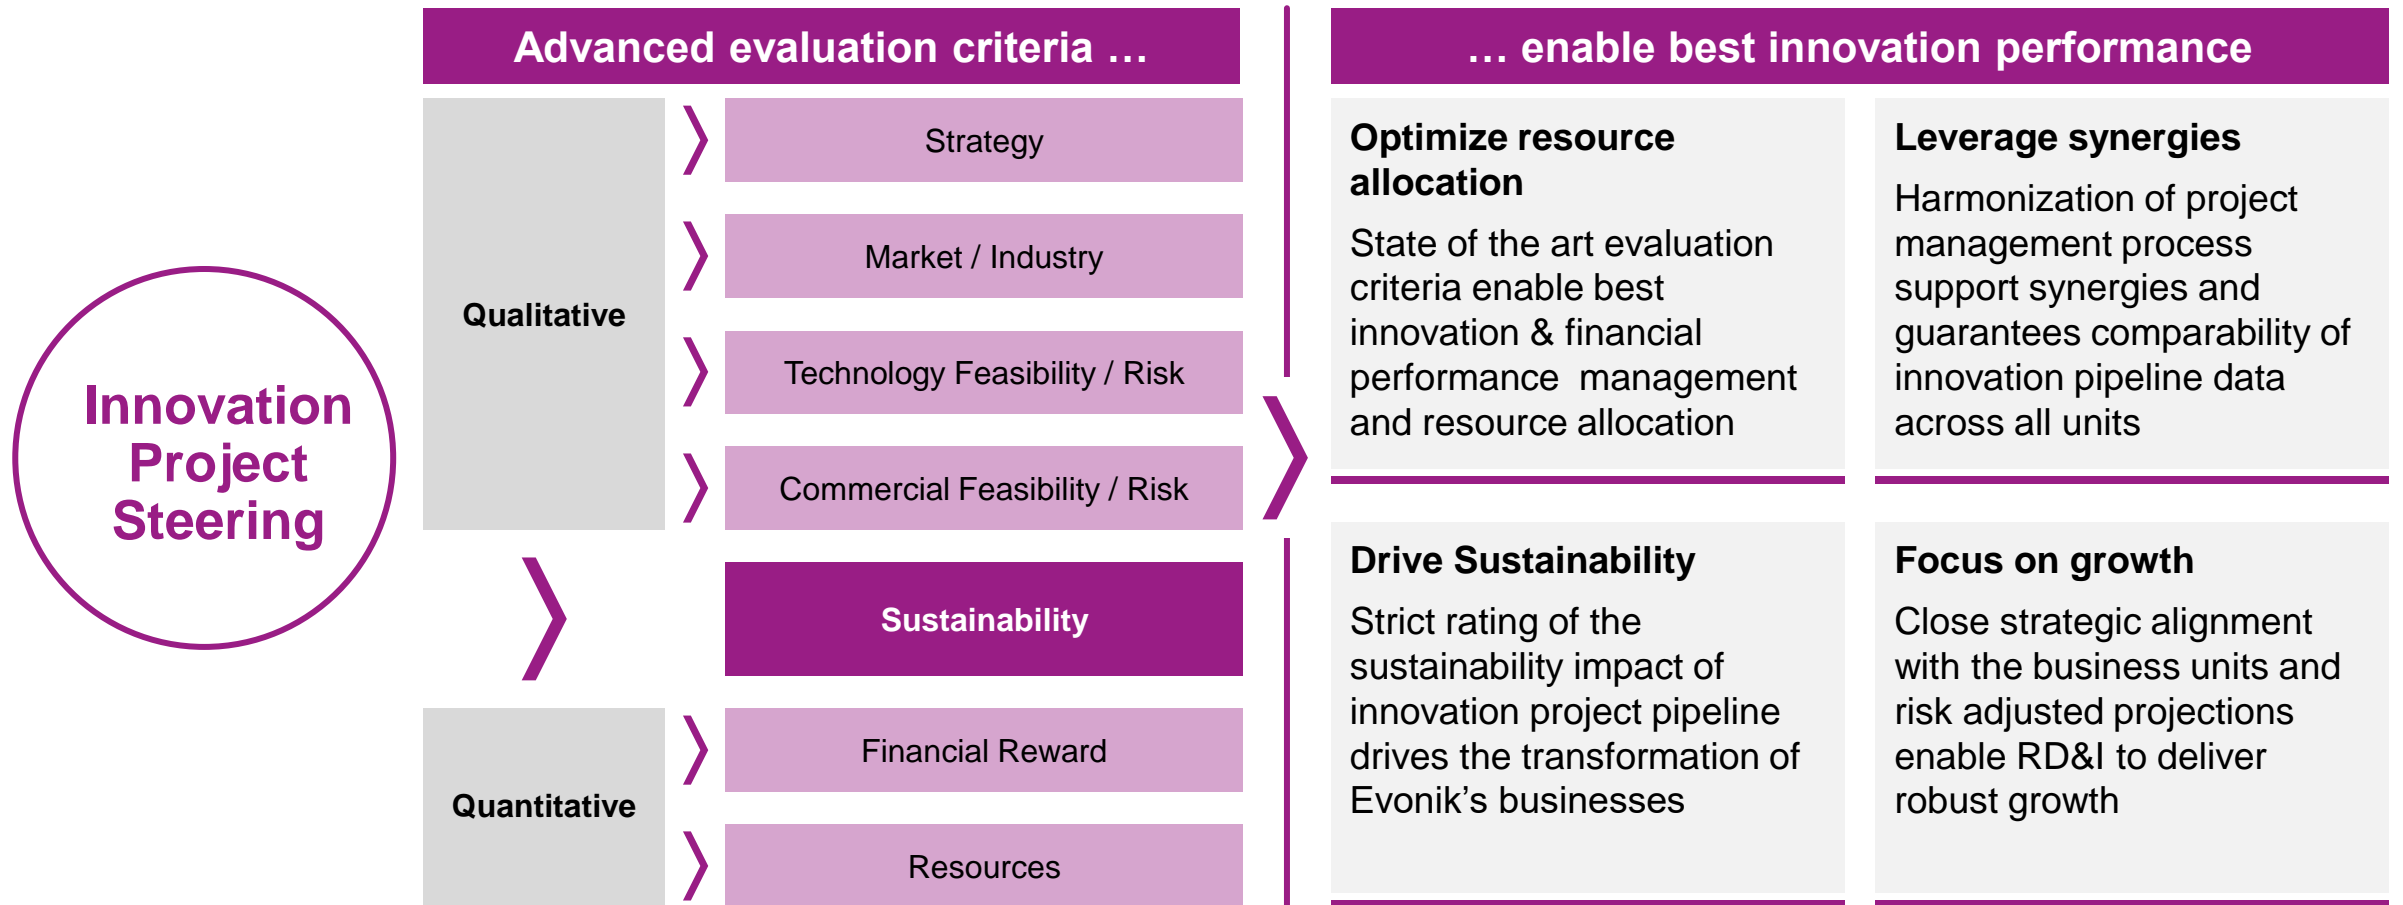 Innovation
Project
Steering
Advanced evaluation criteria …
Qualitative
Strategy
Market / Industry
Technology Feasibility / Risk
Commercial Feasibility / Risk
Sustainability
Quantitative
Financial Reward
Resources
… enable best innovation performance
Optimize resource
allocation
State of the art evaluation
criteria enable best
innovation & financial
performance  management
and resource allocation
Leverage synergies
Harmonization of project
management process
support synergies and
guarantees comparability of
innovation pipeline data
across all units
Drive Sustainability
Strict rating of the
sustainability impact of
innovation project pipeline
drives the transformation of
Evonik’s businesses
Focus on growth
Close strategic alignment
with the business units and
risk adjusted projections
enable RD&I to deliver
robust growth